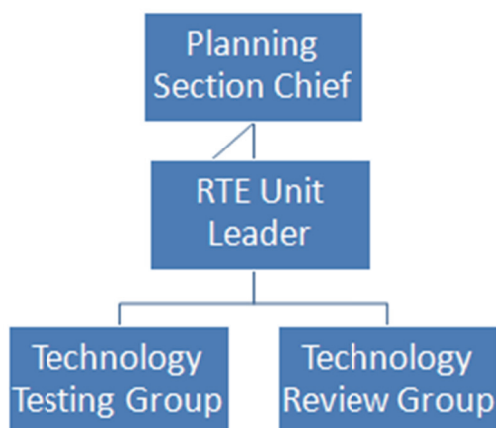 Planning
Section Chief
RTE Unit
Leader
Technology
Testing Group
Technology
Review Group